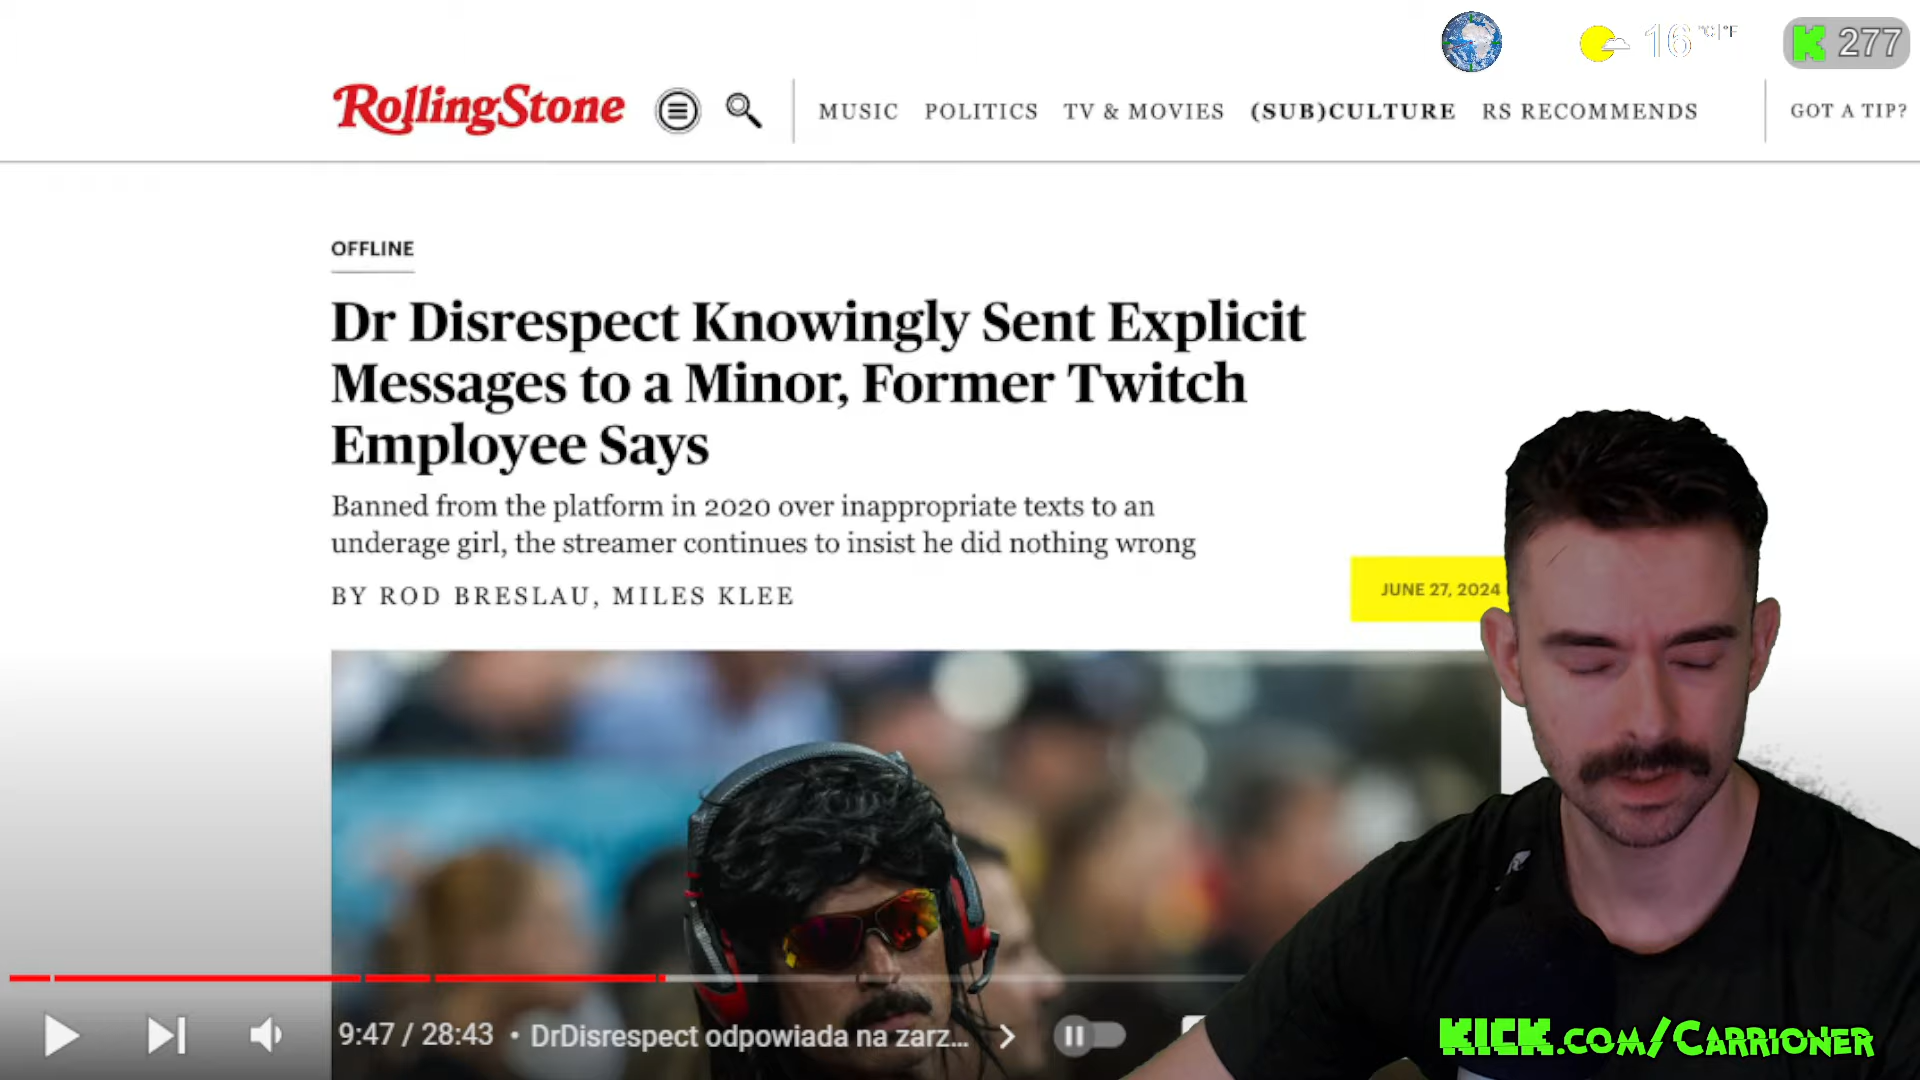 16 °C|°F
K 277
RollingStone
MUSIC POLITICS TV & MOVIES (SUB)CULTURE RS RECOMMENDS GOT A TIP?
OFFLINE
Dr Disrespect Knowingly Sent Explicit
Messages to a Minor, Former Twitch
Employee Says
Banned from the platform in 2020 over inappropriate texts to an
underage girl, the streamer continues to insist he did nothing wrong
BY ROD BRESLAU, MILES KLEE
JUNE 27, 2024
9:47 / 28:43 • DrDisrespect odpowiada na zarz...
KICK.COM/CARRIONER